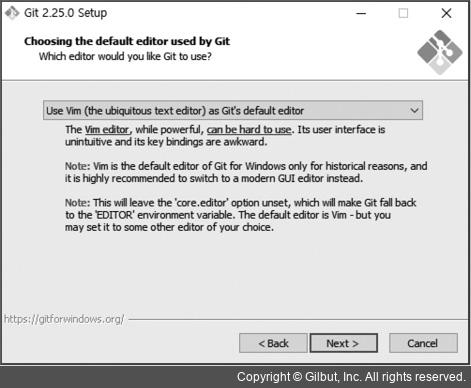 Git 2.25.0 Setup
Choosing the default editor used by Git
Which editor would you like Git to use?
Use Vim (the ubiquitous text editor) as Git's default editor
The Vim editor, while powerful, can be hard to use. Its user interface is
unintuitive and its key bindings are awkward.
Note: Vim is the default editor of Git for Windows only for historical reasons, and
it is highly recommended to switch to a modern GUI editor instead.
Note: This will leave the 'core.editor' option unset, which will make Git fall back
to the 'EDITOR' environment variable. The default editor is Vim - but you
may set it to some other editor of your choice.
https://gitforwindows.org/
< Back
Next >
Cancel
Copyright © Gilbut, Inc. All rights reserved.